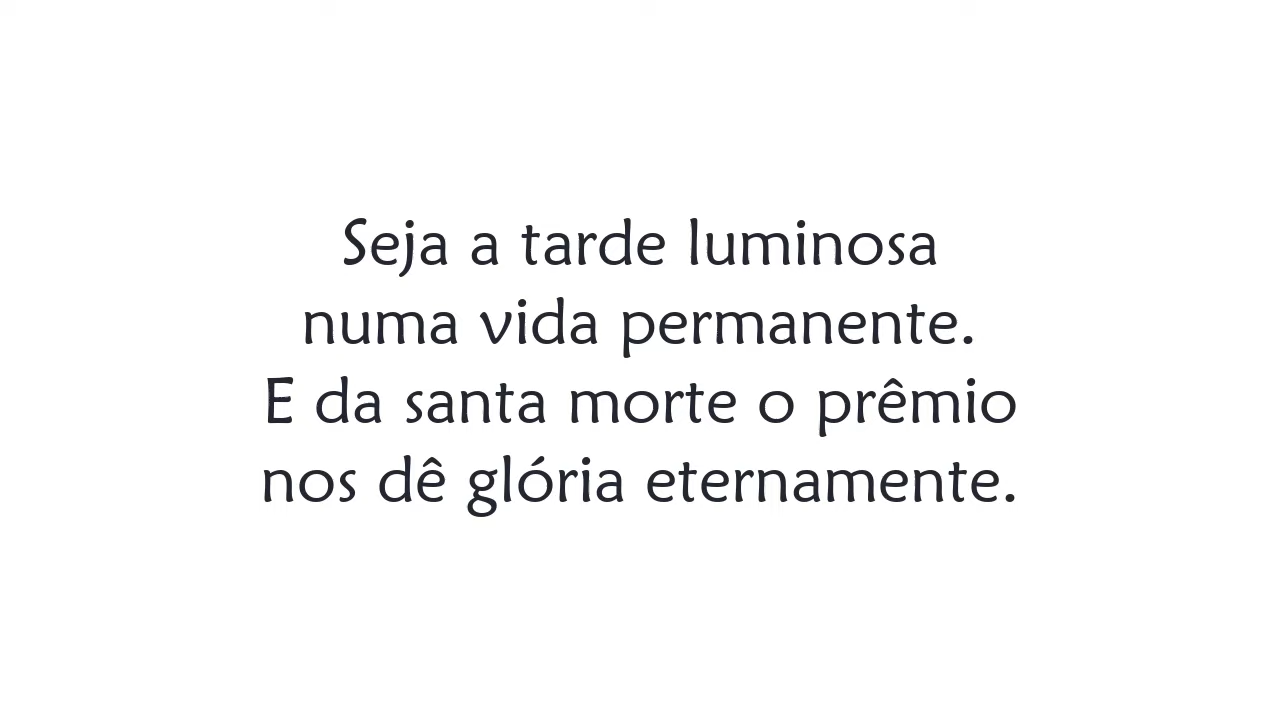 Seja a tarde luminosa
numa vida permanente.
E da santa morte o prêmio
nos dê glória eternamente.